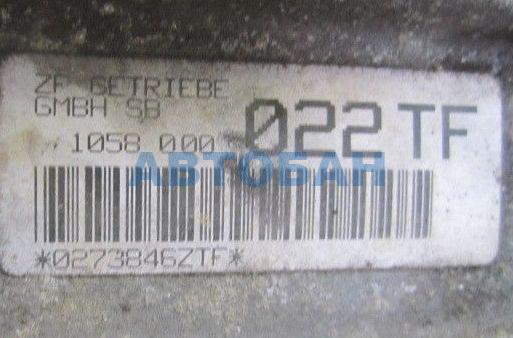 ZF GETRIEBE
GMBH SB
1058 000 022 TF
АВТОБАН
*0273846ZTF*